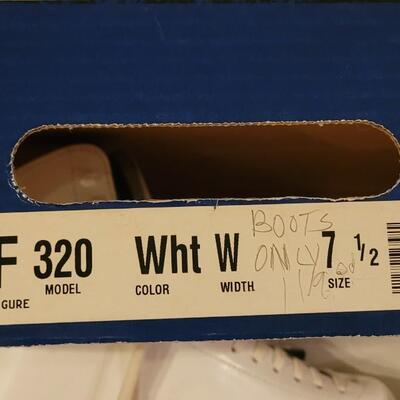 F 320 Wht W 7 1/2
GURE MODEL COLOR WIDTH SIZE
BOOTS
ONLY